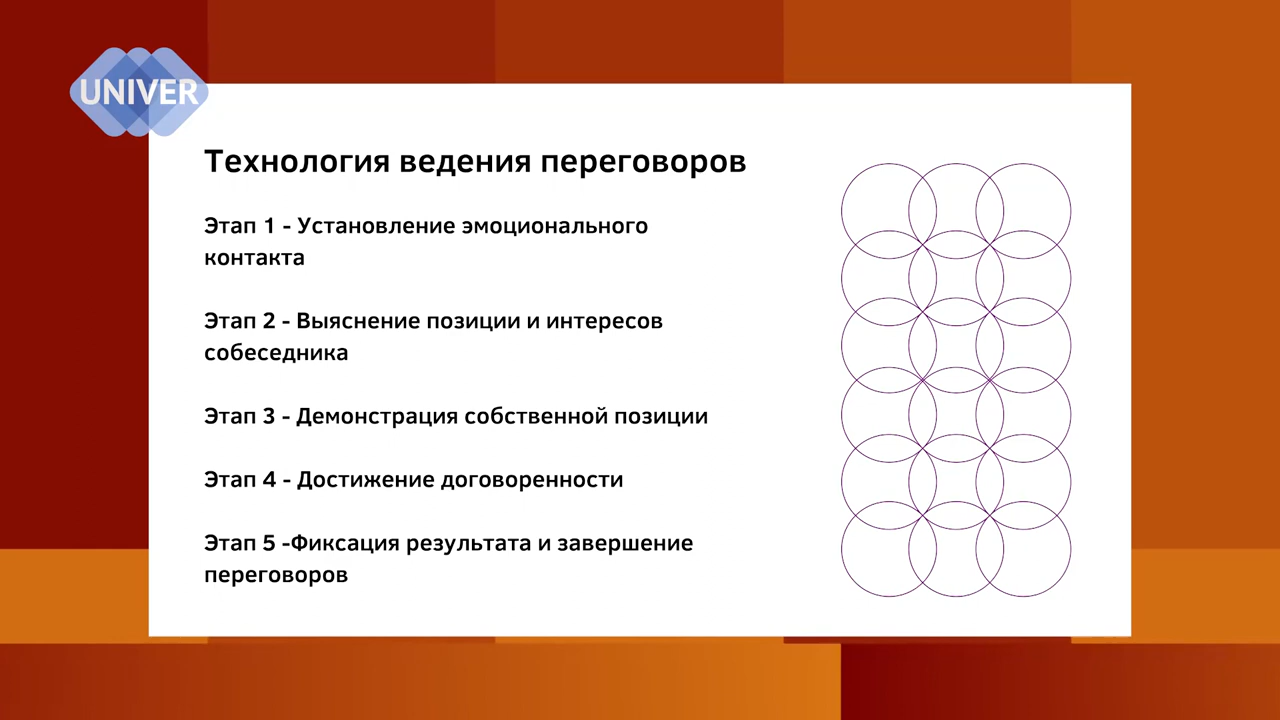 UNIVER
Технология ведения переговоров
Этап 1 - Установление эмоционального
контакта
Этап 2 - Выяснение позиции и интересов
собеседника
Этап 3 - Демонстрация собственной позиции
Этап 4 - Достижение договоренности
Этап 5 -Фиксация результата и завершение
переговоров